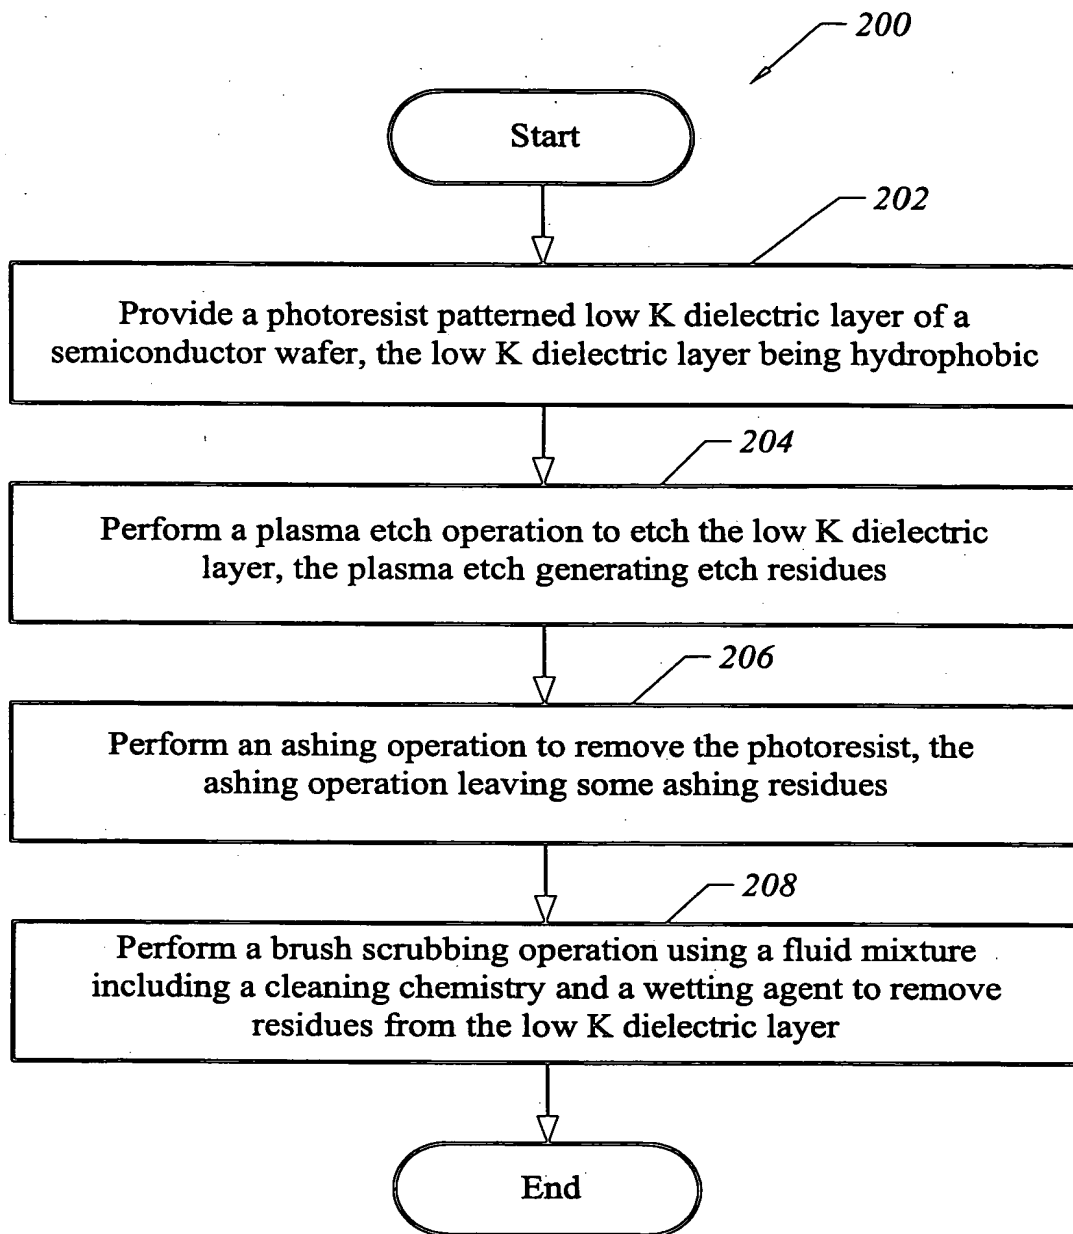 200
Start
202
Provide a photoresist patterned low K dielectric layer of a
semiconductor wafer, the low K dielectric layer being hydrophobic
204
Perform a plasma etch operation to etch the low K dielectric
layer, the plasma etch generating etch residues
206
Perform an ashing operation to remove the photoresist, the
ashing operation leaving some ashing residues
208
Perform a brush scrubbing operation using a fluid mixture
including a cleaning chemistry and a wetting agent to remove
residues from the low K dielectric layer
End